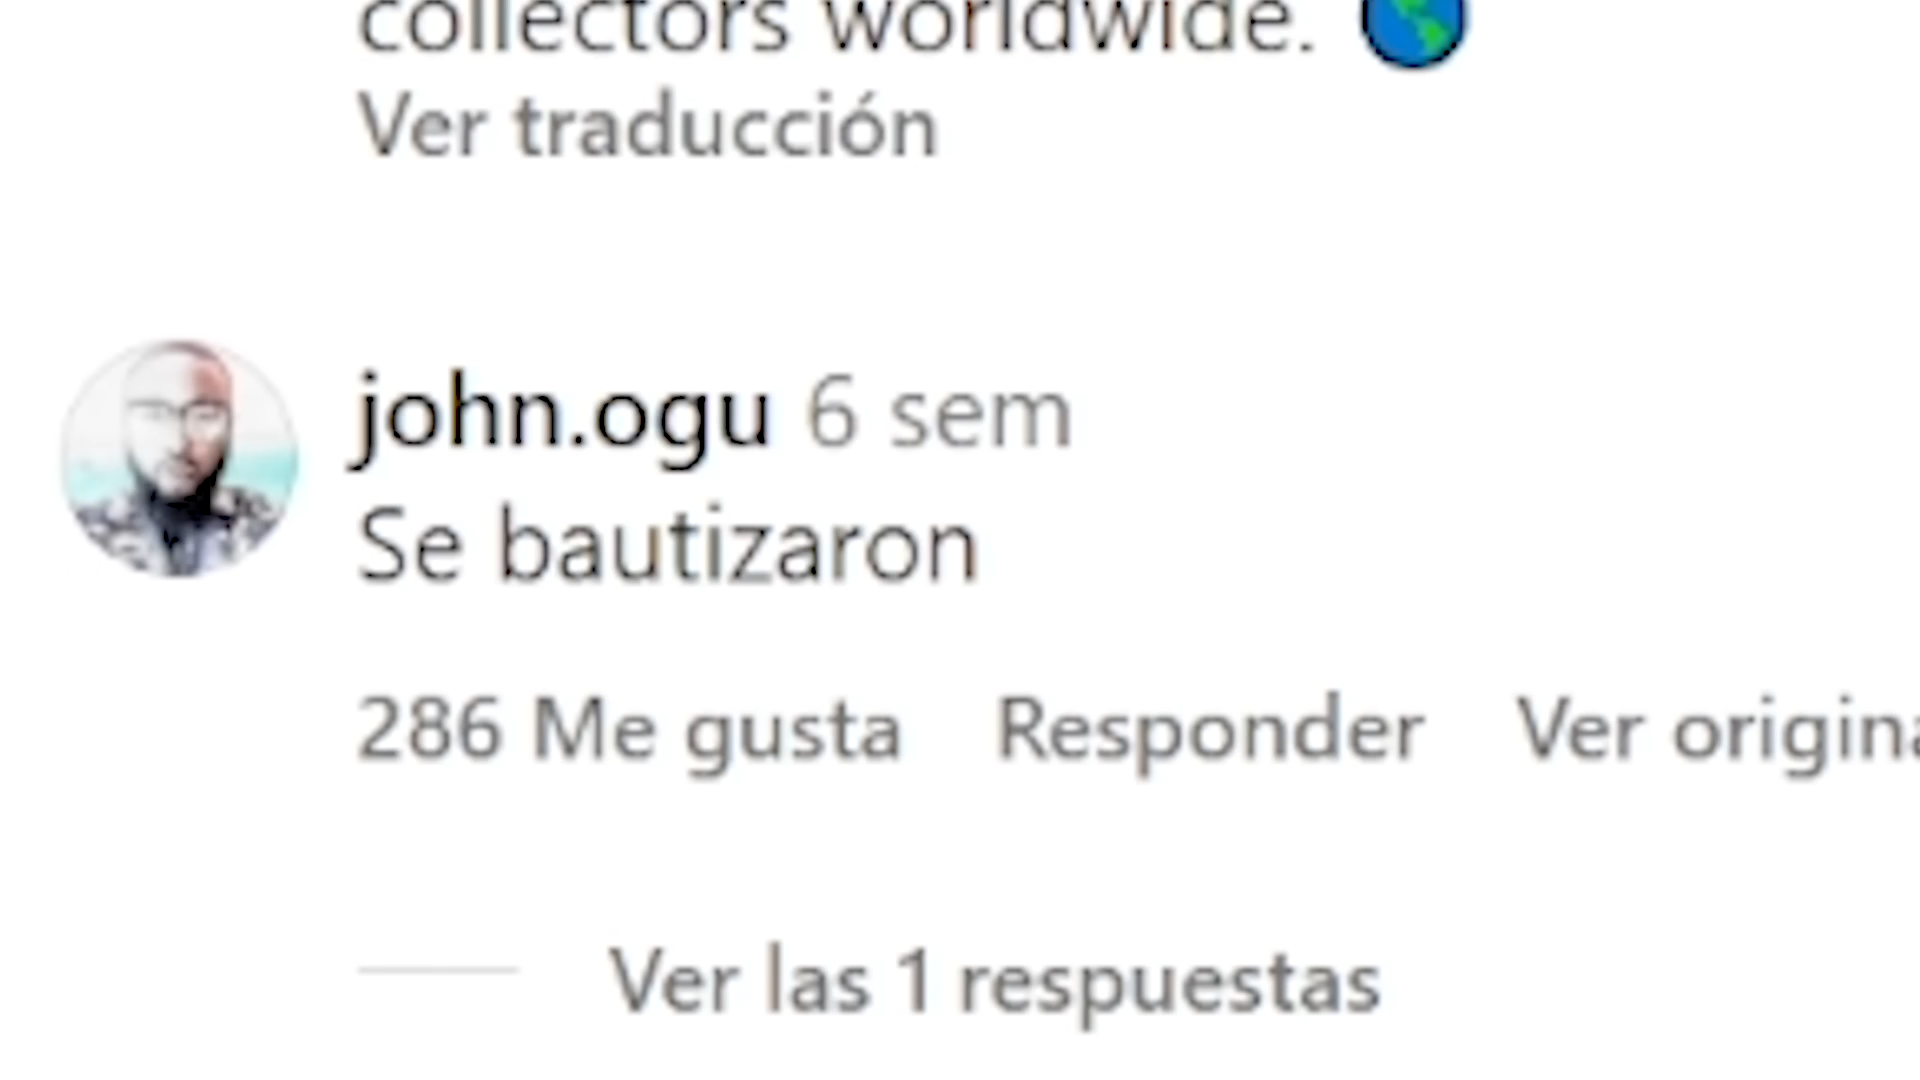 collectors worldwide. 🌎
Ver traducción
john.ogu 6 sem
Se bautizaron
286 Me gusta Responder Ver origina
Ver las 1 respuestas